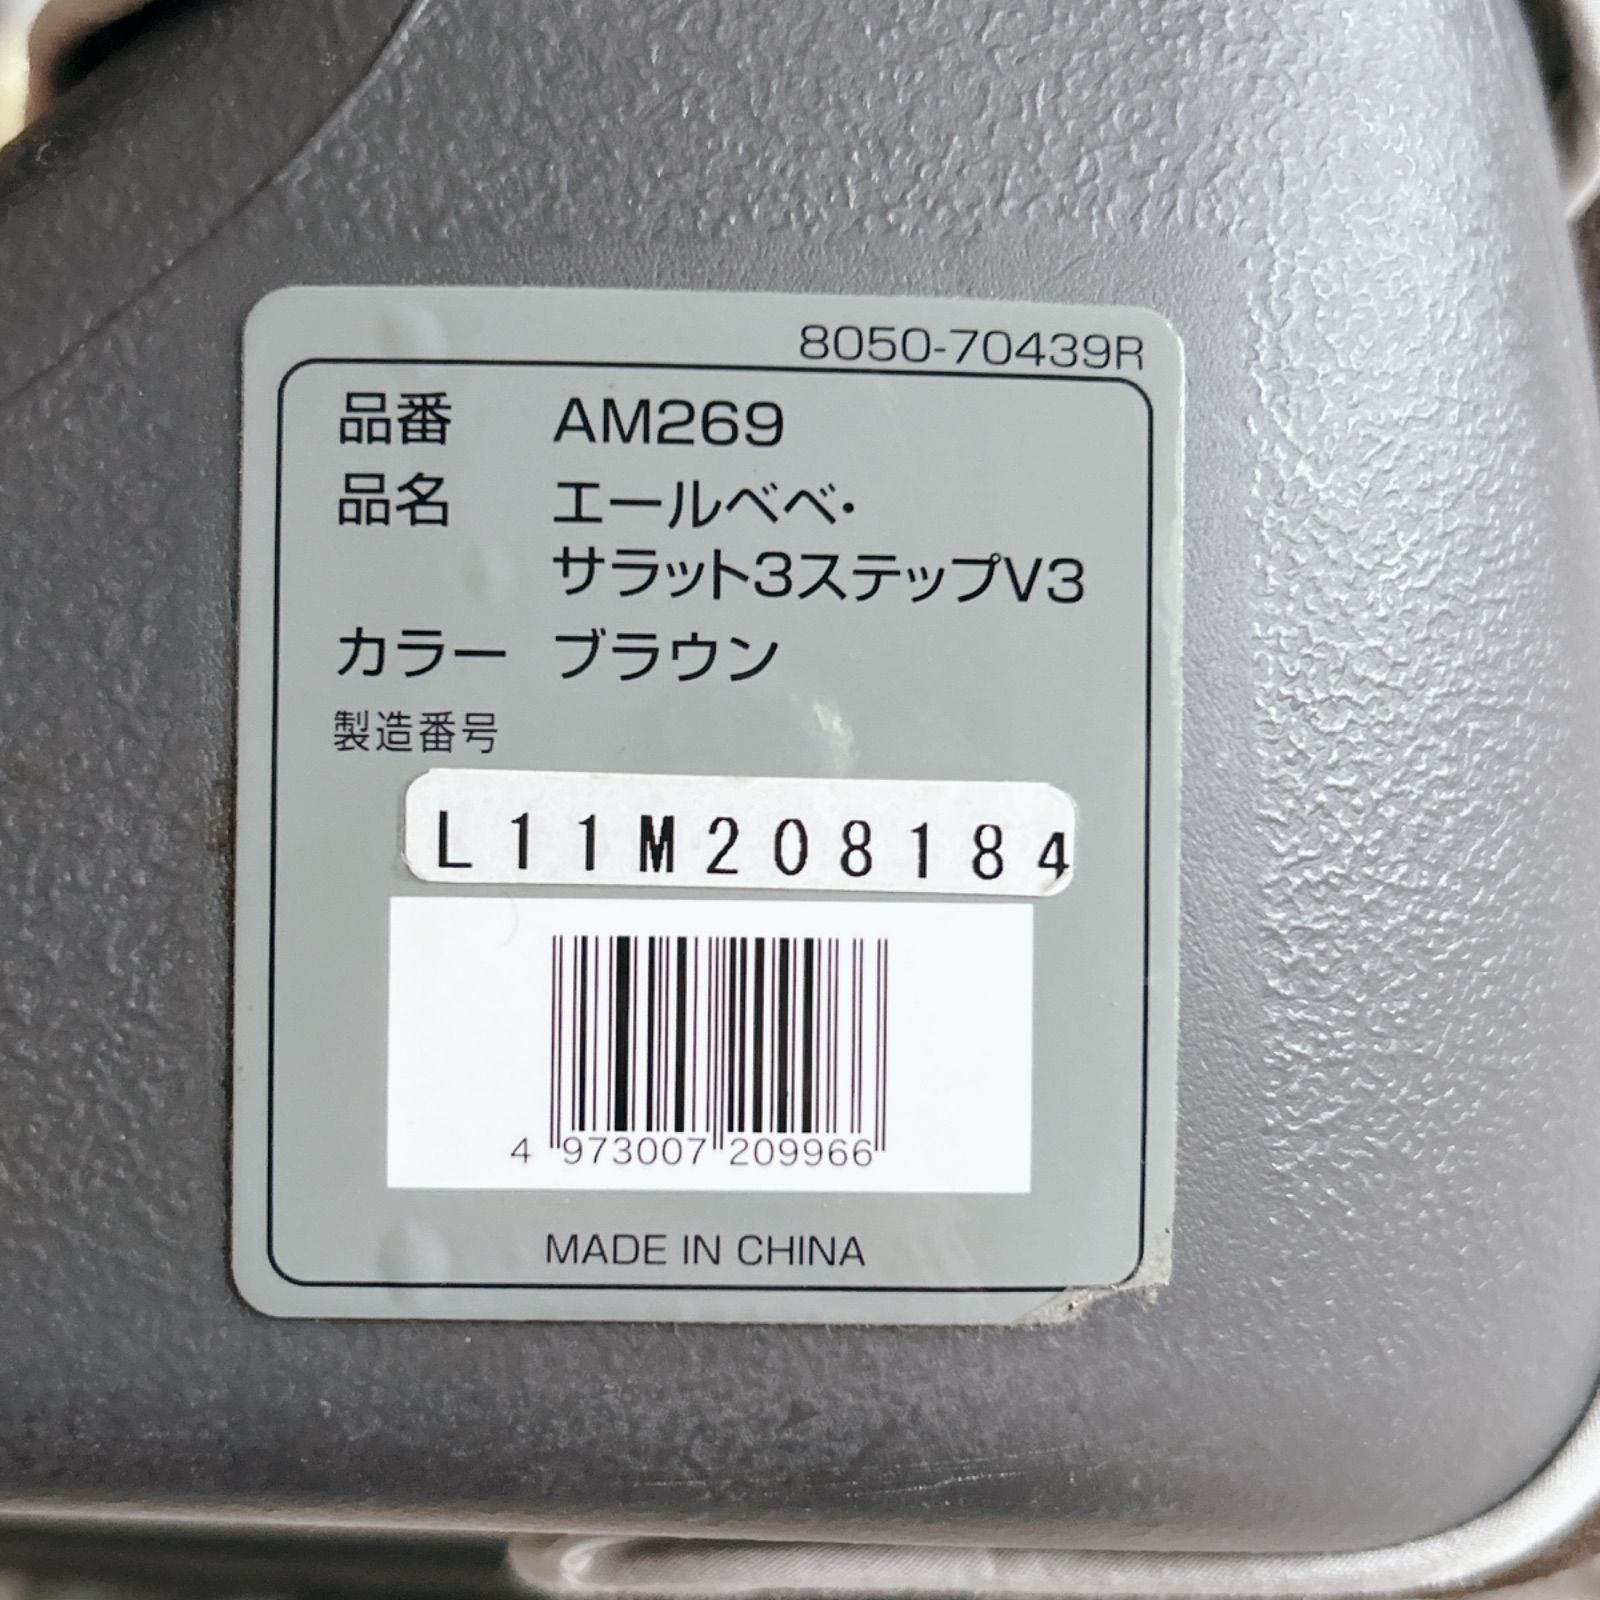 8050-70439R
品番 AM269
品名 エールベベ・
サラット3ステップV3
カラー ブラウン
製造番号
L11M208184
4 973007 209966
MADE IN CHINA